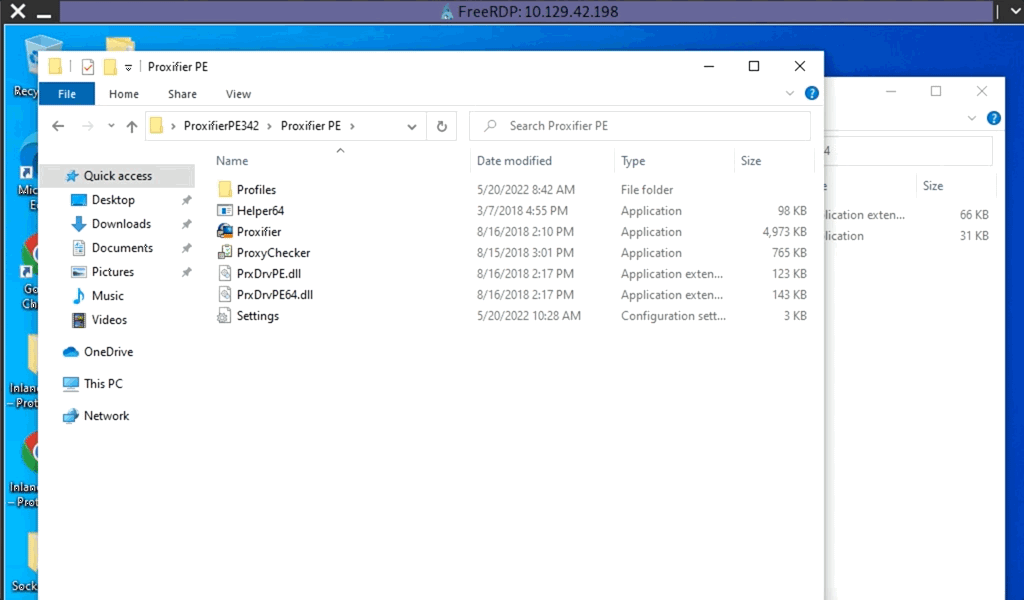 FreeRDP: 10.129.42.198
Proxifier PE
File Home Share View
ProxifierPE342 Proxifier PE
Search Proxifier PE
Name Date modified Type Size
Profiles 5/20/2022 8:42 AM File folder
Helper64 3/7/2018 4:55 PM Application 98 KB
Proxifier 8/16/2018 2:10 PM Application 4,973 KB
ProxyChecker 8/15/2018 3:01 PM Application 765 KB
PrxDrvPE.dll 8/16/2018 2:17 PM Application exten... 123 KB
PrxDrvPE64.dll 8/16/2018 2:17 PM Application exten... 143 KB
Settings 5/20/2022 10:28 AM Configuration sett... 3 KB
Quick access
Desktop
Downloads
Documents
Pictures
Music
Videos
OneDrive
This PC
Network
4
e Size
lication exten... 66 KB
lication 31 KB
Recy
Mic
E
Go
Ch
Inlan
– Prot
Inlan
– Prot
Sock